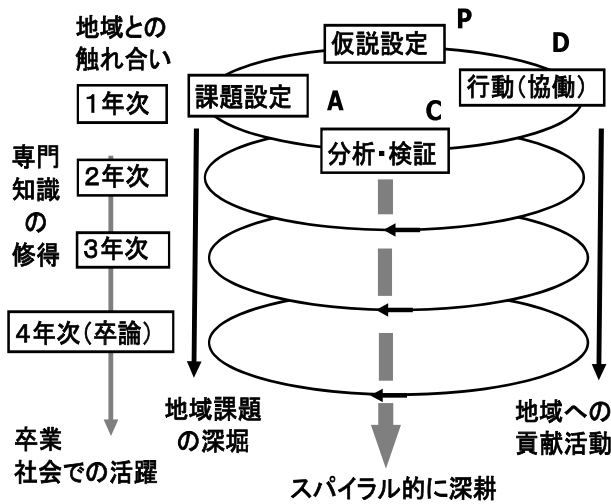 地域との
触れ合い
1年次
専門
知識
の
修得
2年次
3年次
4年次(卒論)
卒業
社会での活躍
P
仮説設定
D
行動(協働)
課題設定
A
C
分析・検証
地域課題
の深堀
地域への
貢献活動
スパイラル的に深耕